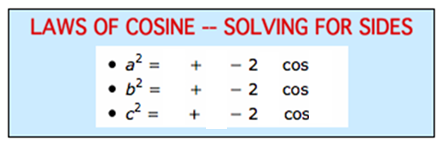 LAWS OF COSINE -- SOLVING FOR SIDES
• a² = + − 2 cos
• b² = + − 2 cos
• c² = + − 2 cos